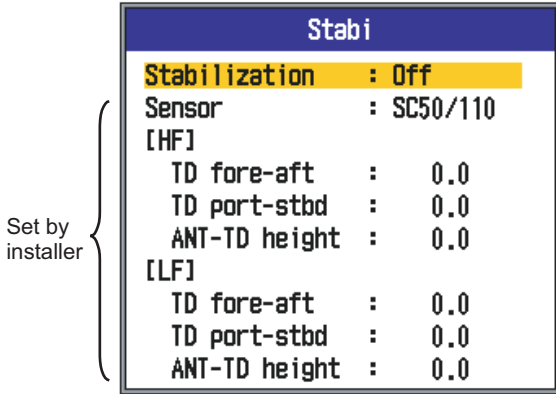 Stabi
Stabilization : Off
Sensor : SC50/110
[HF]
TD fore-aft : 0.0
TD port-stbd : 0.0
ANT-TD height : 0.0
[LF]
TD fore-aft : 0.0
TD port-stbd : 0.0
ANT-TD height : 0.0
Set by
installer